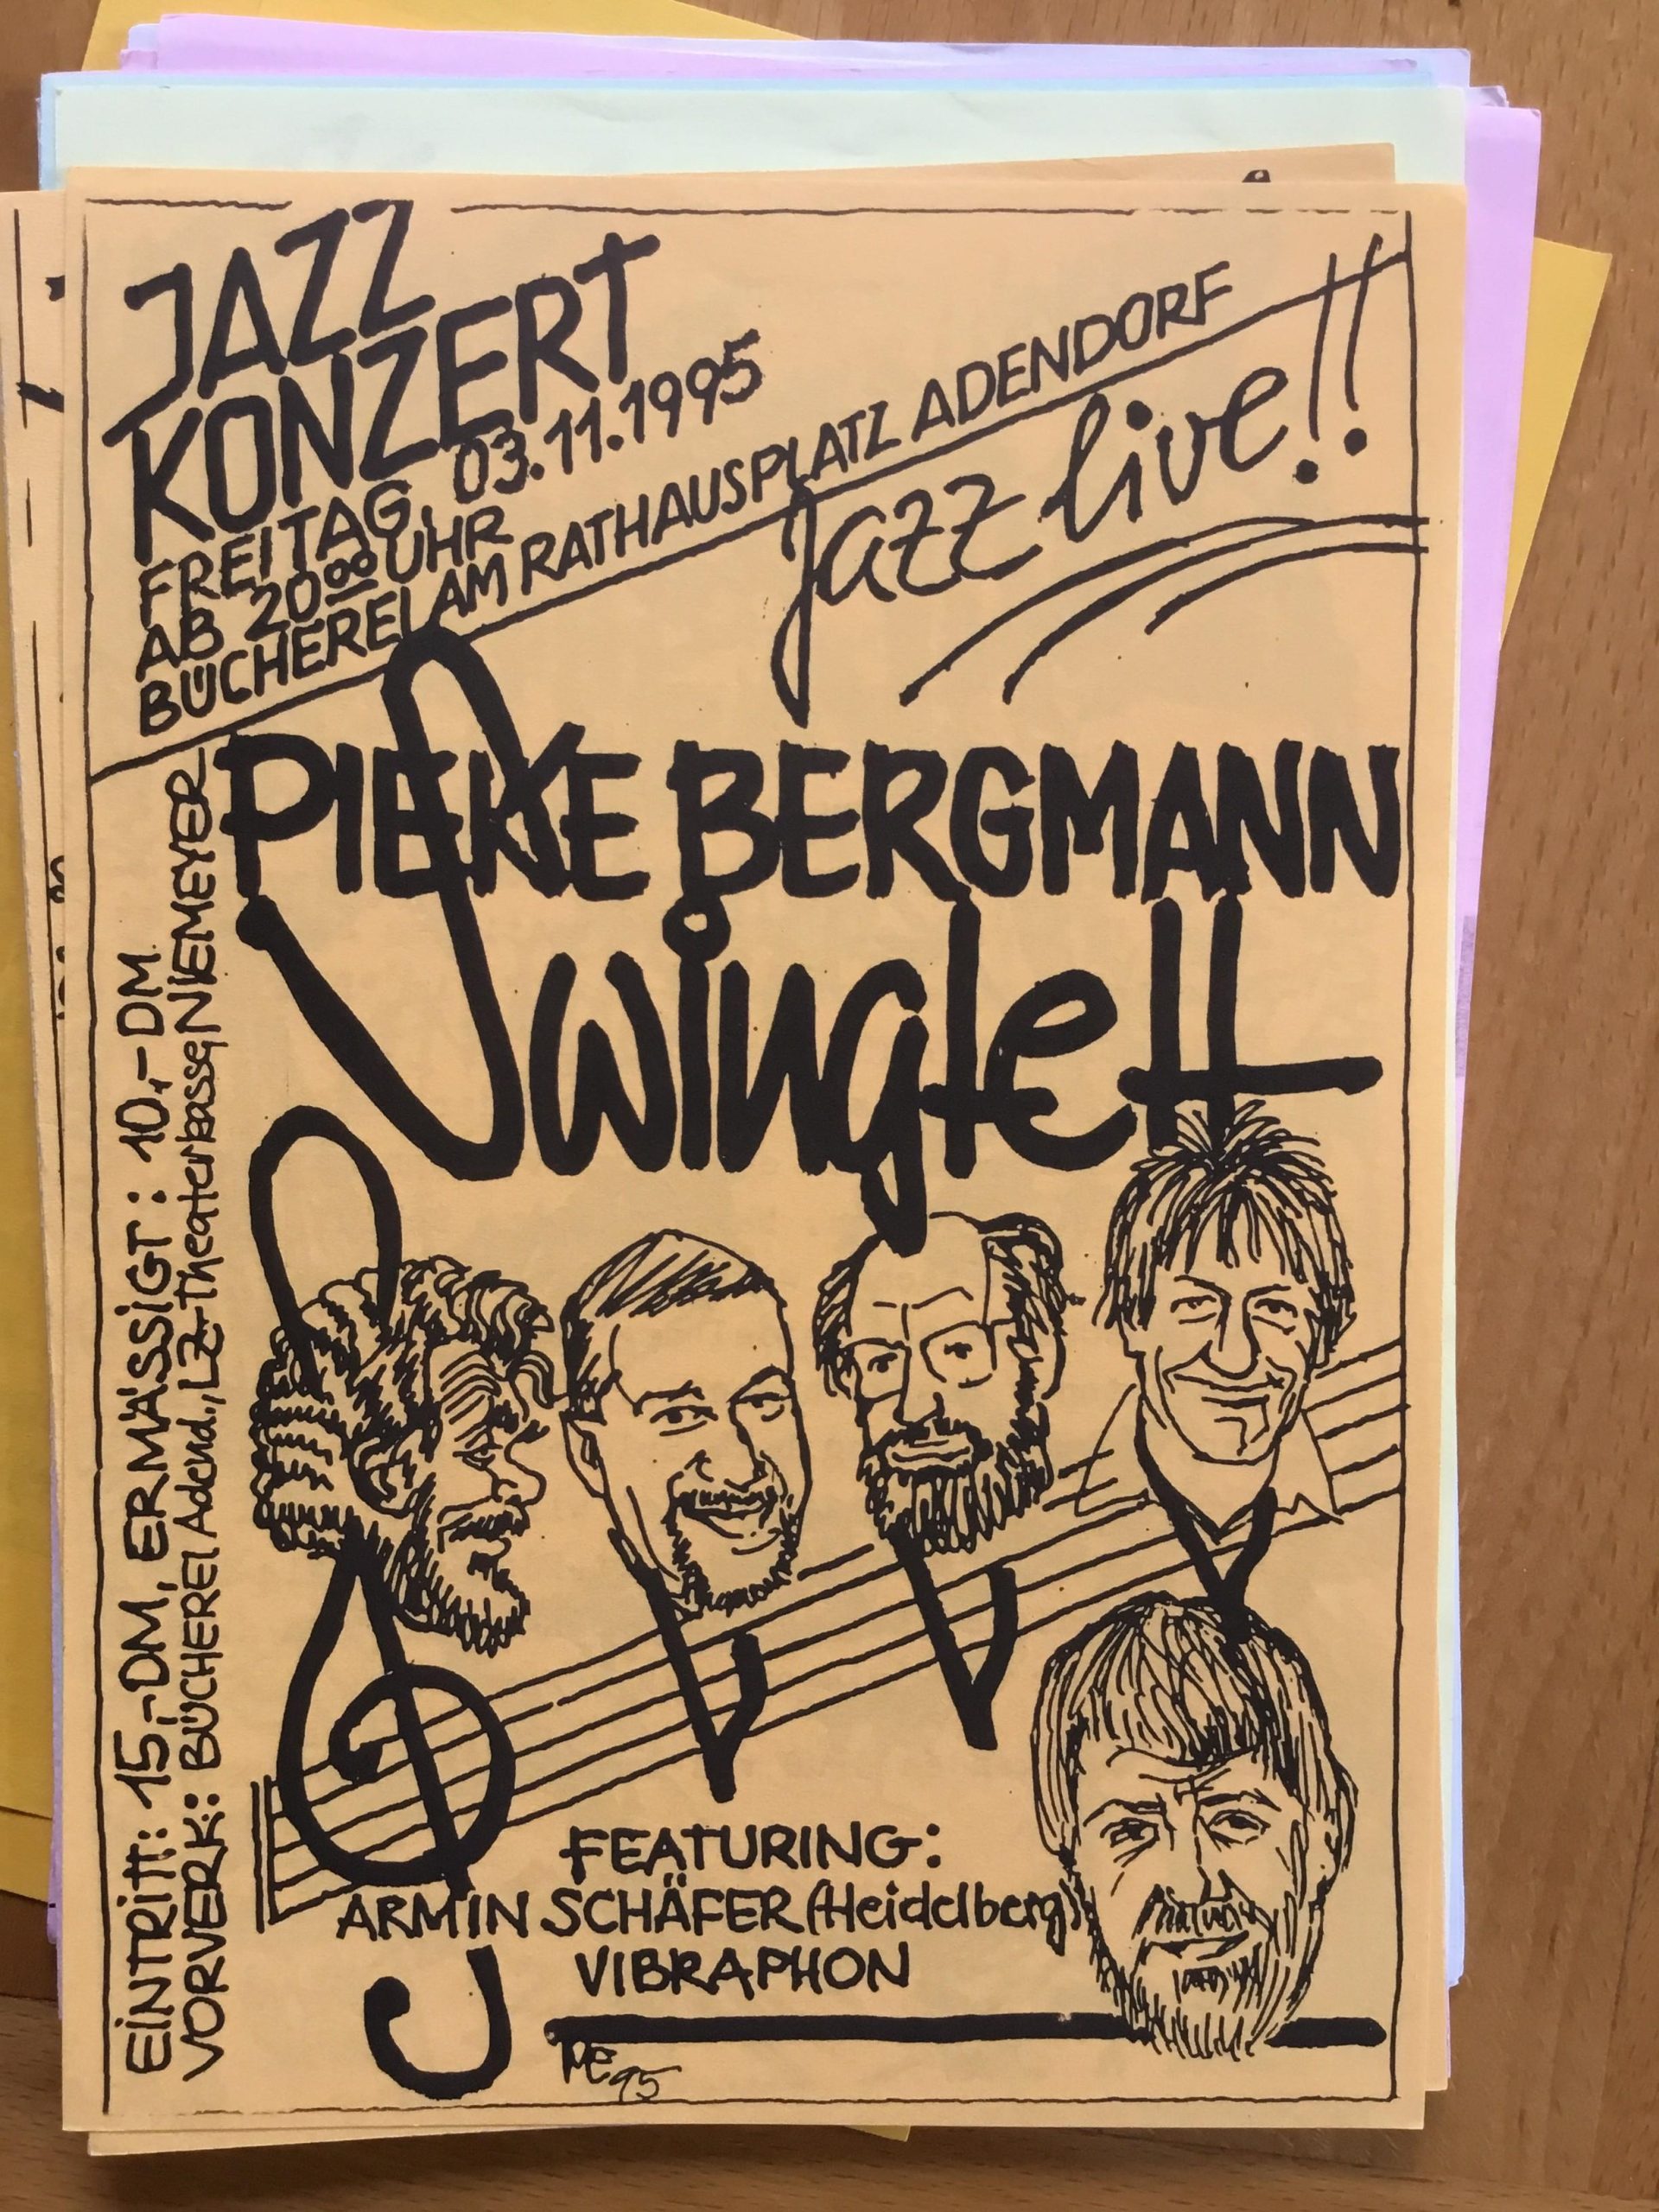 JAZZ
KONZERT
FREITAG, 03.11.1995
AB 20⁰⁰ UHR
BÜCHEREI AM RATHAUSPLATZ ADENDORF
Jazz live!!
PIEKE BERGMANN
Swingtett
EINTRITT: 15,-DM, ERMÄSSIGT: 10,-DM
VORVERK.: BÜCHEREI Adend., LZ-Theaterkasse, NIEMEYER
FEATURING:
ARMIN SCHÄFER (Heidelberg)
VIBRAPHON
95